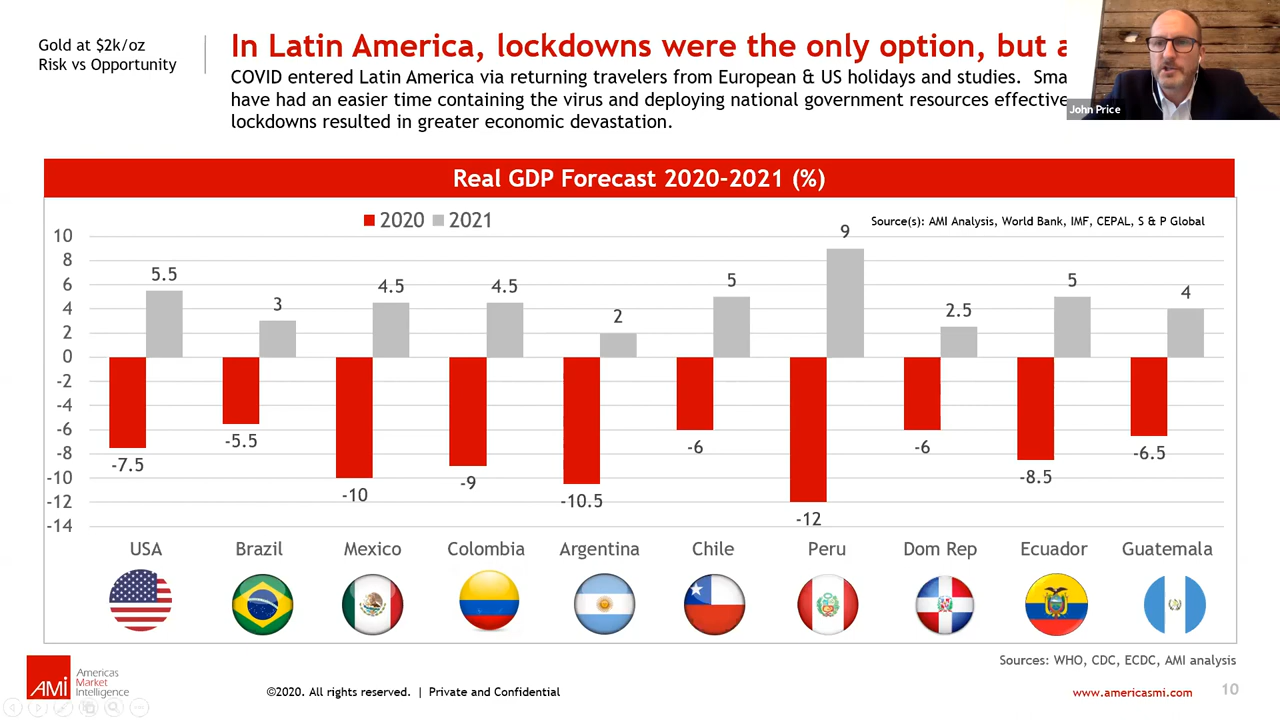 Gold at $2k/oz
Risk vs Opportunity
In Latin America, lockdowns were the only option, but a
COVID entered Latin America via returning travelers from European & US holidays and studies. Sma
have had an easier time containing the virus and deploying national government resources effective
lockdowns resulted in greater economic devastation.
John Price
Real GDP Forecast 2020-2021 (%)
2020 2021
Source(s): AMI Analysis, World Bank, IMF, CEPAL, S & P Global
10
8
6
4
2
0
-2
-4
-6
-8
-10
-12
-14
5.5
3
4.5
4.5
2
5
9
2.5
5
4
-7.5
-5.5
-10
-9
-10.5
-6
-12
-6
-8.5
-6.5
USA Brazil Mexico Colombia Argentina Chile Peru Dom Rep Ecuador Guatemala
Sources: WHO, CDC, ECDC, AMI analysis
AMI
Americas
Market
Intelligence
©2020. All rights reserved. | Private and Confidential
www.americasmi.com
10